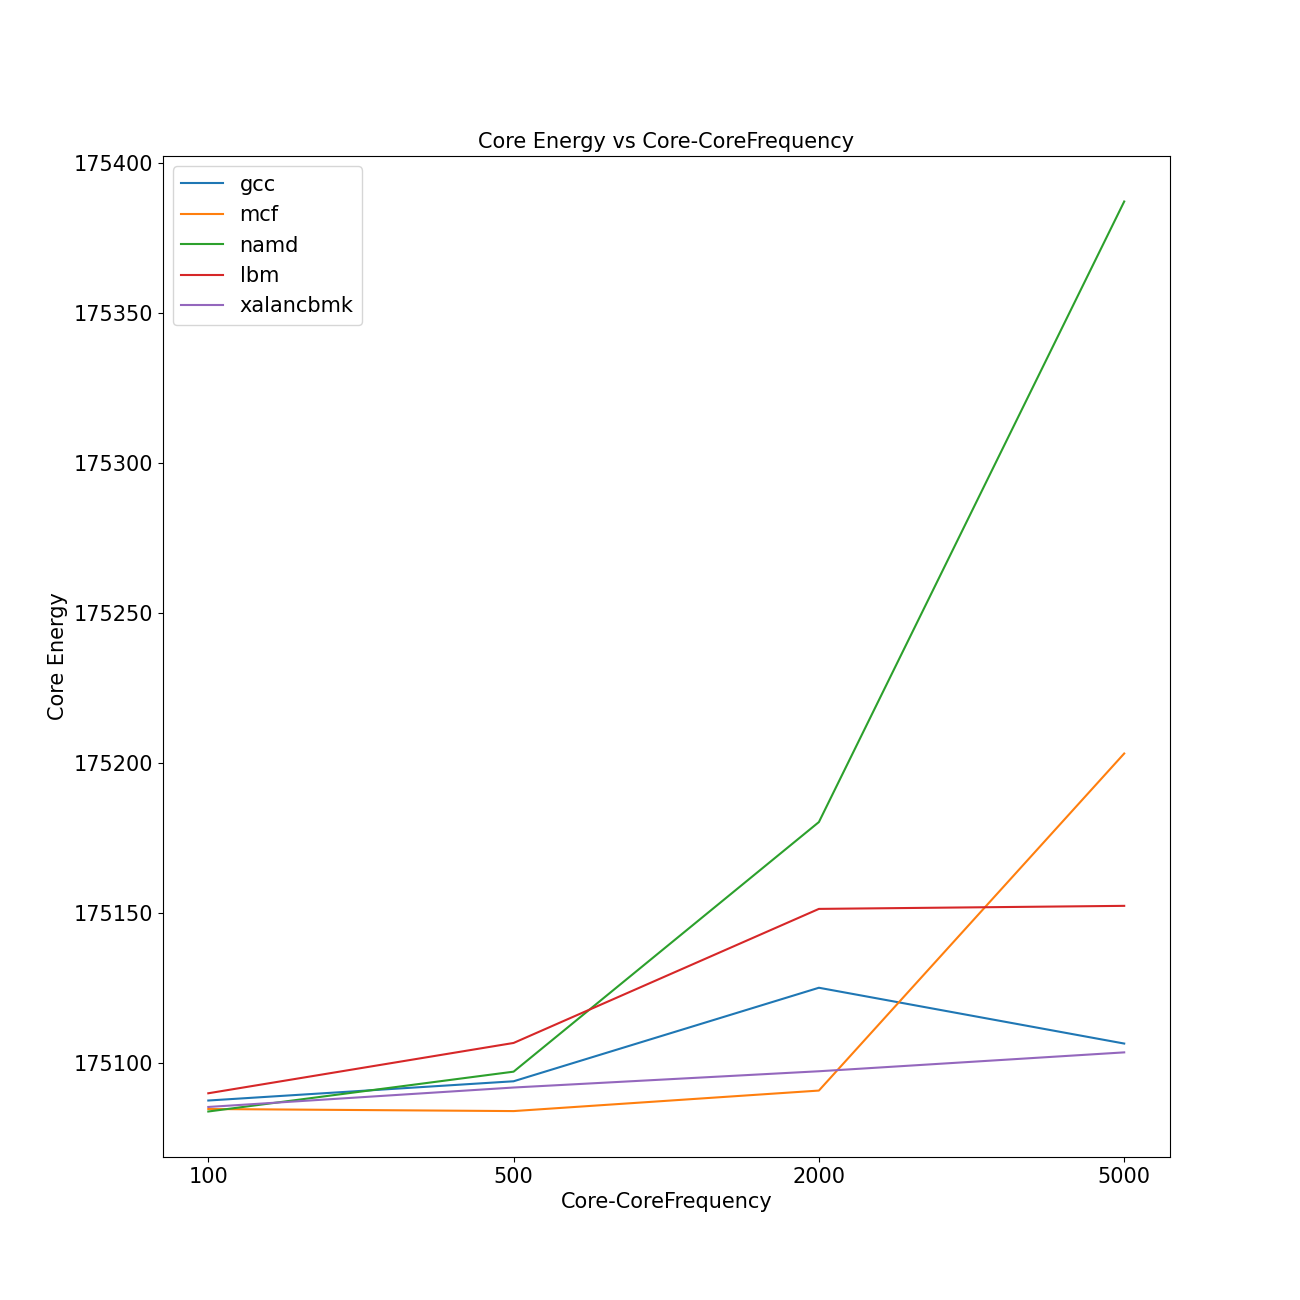 Core Energy vs Core-CoreFrequency
175400
175350
175300
175250
175200
175150
175100
Core Energy
gcc
mcf
namd
lbm
xalancbmk
100 500 2000 5000
Core-CoreFrequency